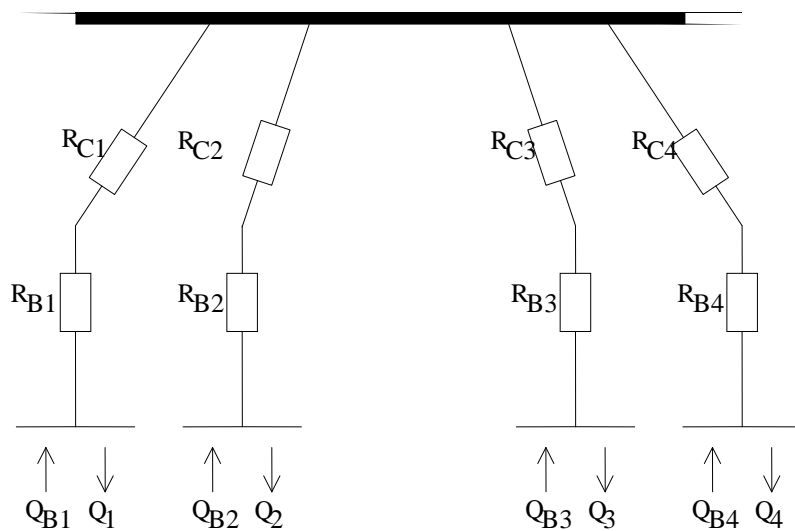 R_C1 R_C2 R_C3 R_C4
R_B1 R_B2 R_B3 R_B4
Q_B1 Q_1 Q_B2 Q_2 Q_B3 Q_3 Q_B4 Q_4